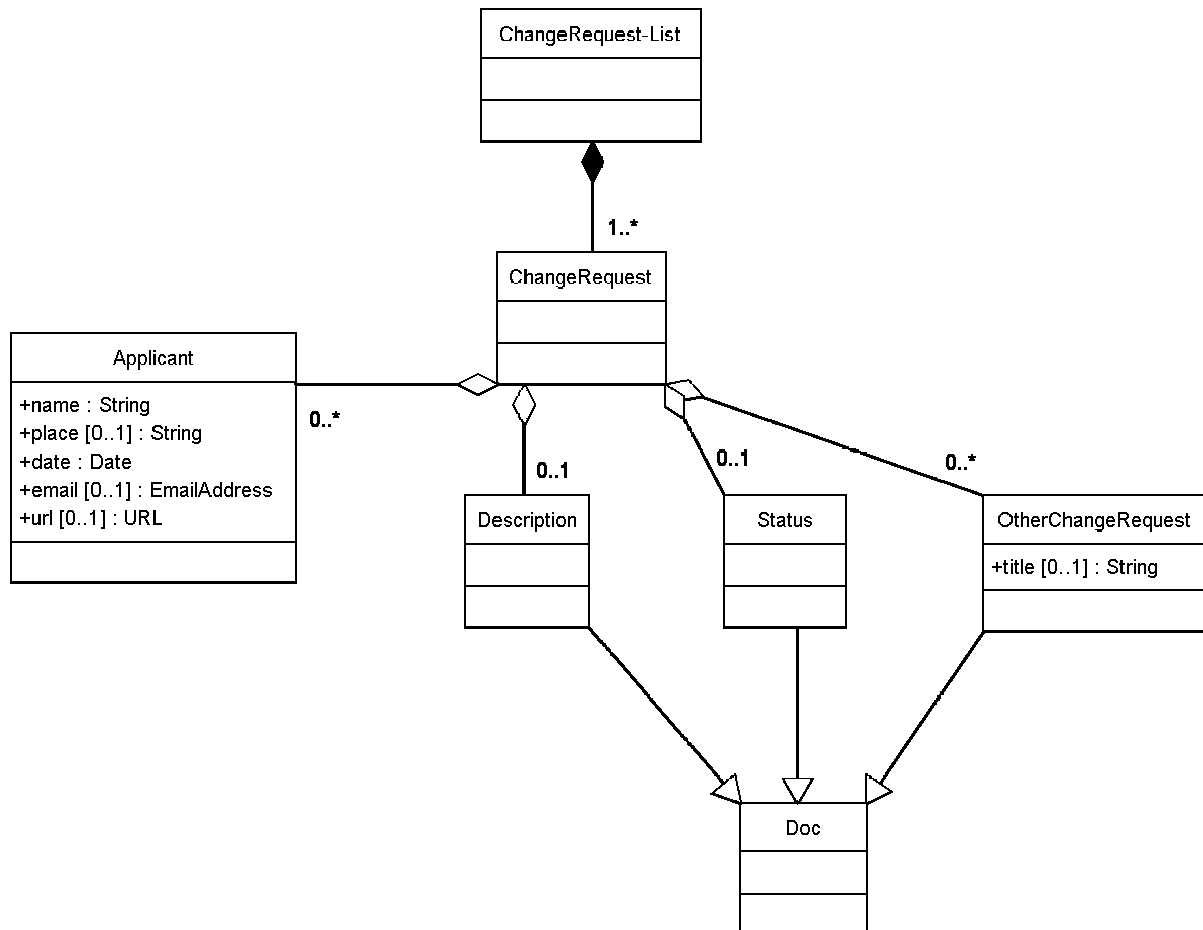 ChangeRequest-List
1..*
ChangeRequest
Applicant
+name : String
+place [0..1] : String
+date : Date
+email [0..1] : EmailAddress
+url [0..1] : URL
0..*
0..1
0..1
0..*
Description
Status
OtherChangeRequest
+title [0..1] : String
Doc